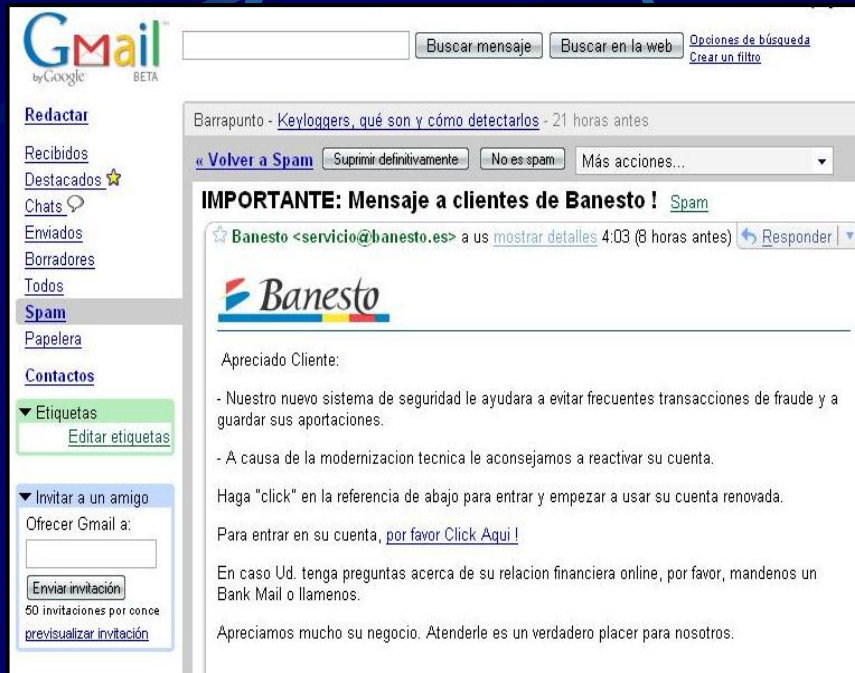 Gmail
by Google BETA
Buscar mensaje Buscar en la web Opciones de búsqueda
Crear un filtro
Redactar
Recibidos
Destacados
Chats
Enviados
Borradores
Todos
Spam
Papelera
Contactos
Etiquetas
Editar etiquetas
Invitar a un amigo
Ofrecer Gmail a:
Enviar invitación
50 invitaciones por conce
previsualizar invitación
Barrapunto - Keyloggers, qué son y cómo detectarlos - 21 horas antes
« Volver a Spam Suprimir definitivamente No es spam Más acciones...
IMPORTANTE: Mensaje a clientes de Banesto ! Spam
Banesto <servicio@banesto.es> a us mostrar detalles 4:03 (8 horas antes) Responder
Banesto
Apreciado Cliente:
- Nuestro nuevo sistema de seguridad le ayudara a evitar frecuentes transacciones de fraude y a
guardar sus aportaciones.
- A causa de la modernizacion tecnica le aconsejamos a reactivar su cuenta.
Haga "click" en la referencia de abajo para entrar y empezar a usar su cuenta renovada.
Para entrar en su cuenta, por favor Click Aqui !
En caso Ud. tenga preguntas acerca de su relacion financiera online, por favor, mandenos un
Bank Mail o llamenos.
Apreciamos mucho su negocio. Atenderle es un verdadero placer para nosotros.